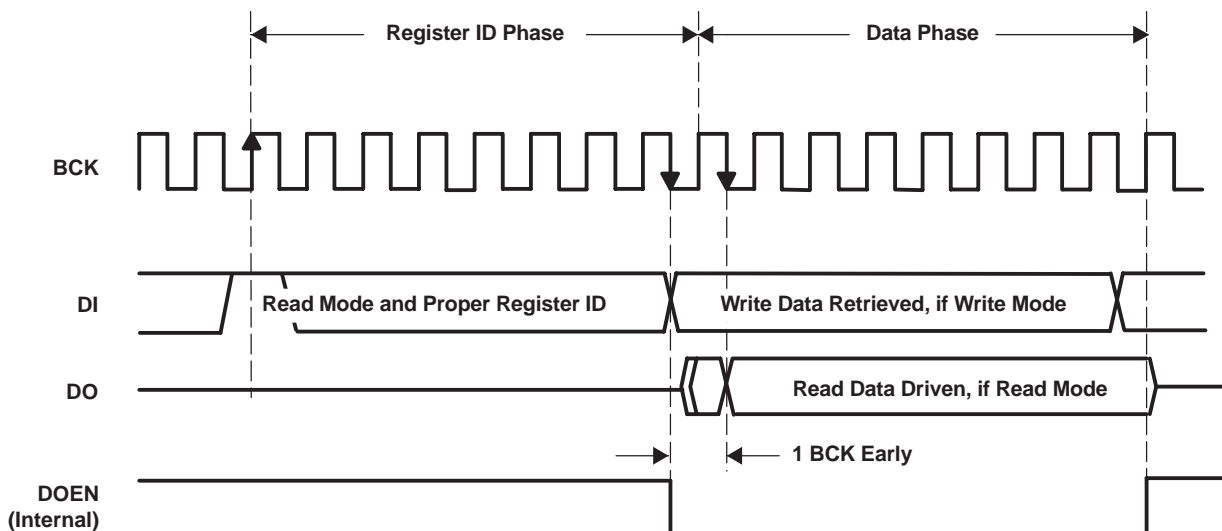 Register ID Phase
Data Phase
BCK
DI
Read Mode and Proper Register ID
Write Data Retrieved, if Write Mode
DO
Read Data Driven, if Read Mode
1 BCK Early
DOEN
(Internal)